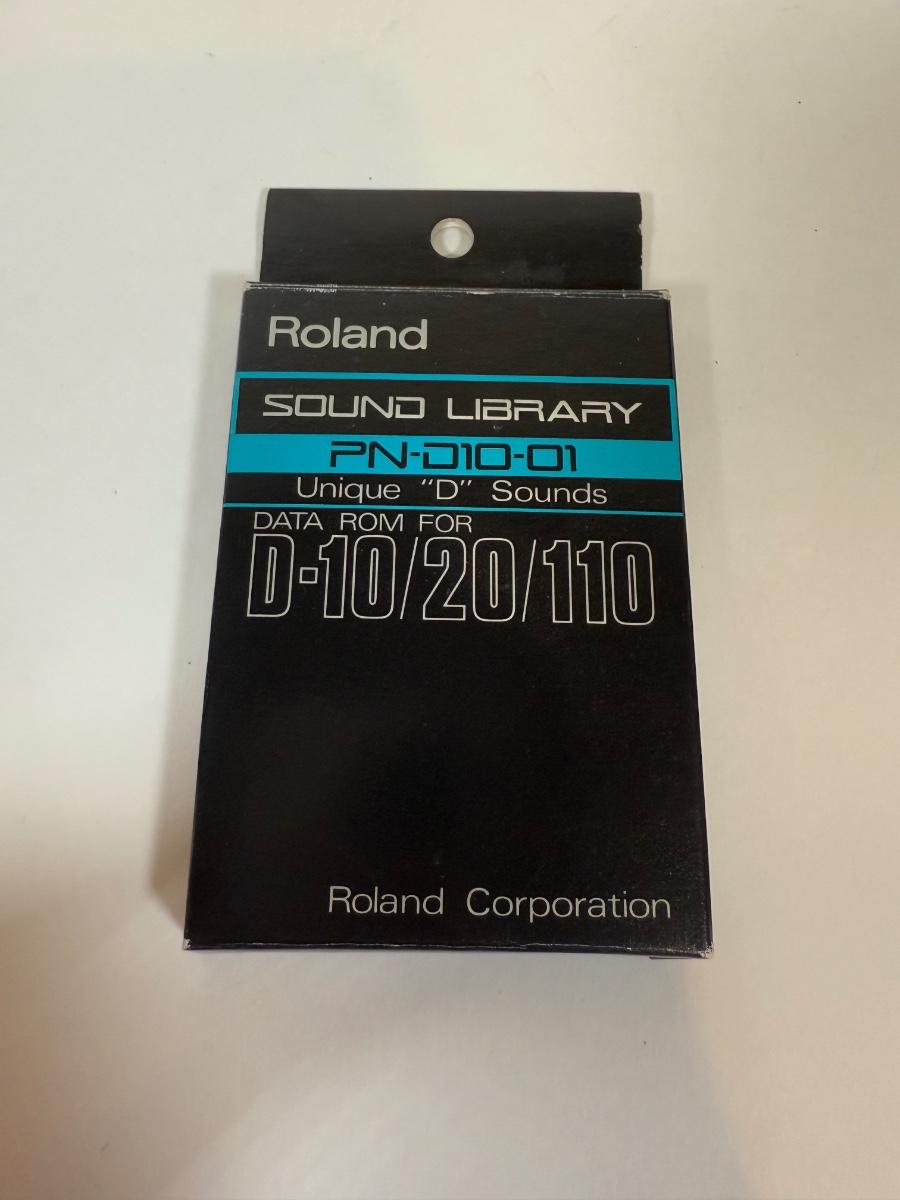 Roland
SOUND LIBRARY
PN-D10-01
Unique "D" Sounds
DATA ROM FOR
D-10/20/110
Roland Corporation